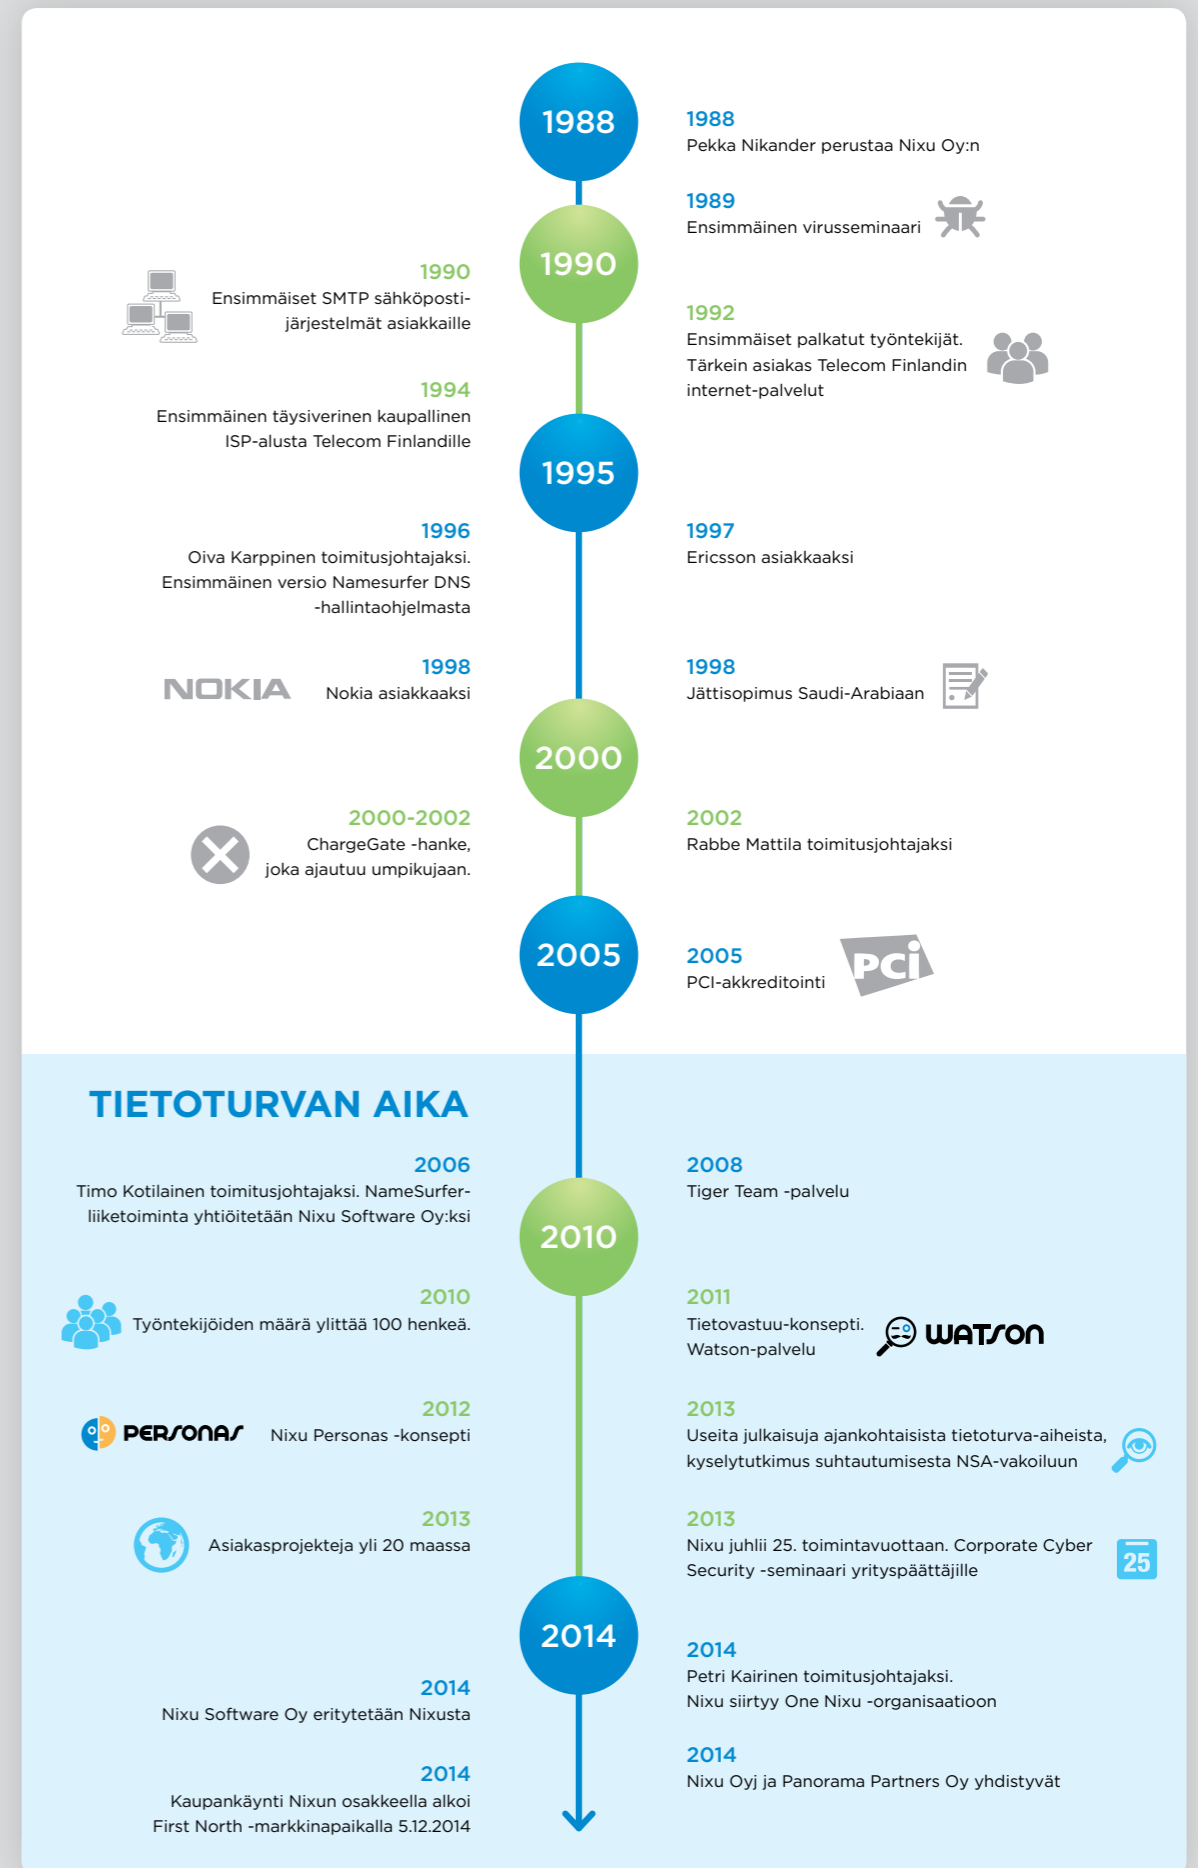 1988
1988
Pekka Nikander perustaa Nixu Oy:n
1989
Ensimmäinen virusseminaari
1990
1990
Ensimmäiset SMTP sähköposti-
järjestelmät asiakkaille
1992
Ensimmäiset palkatut työntekijät.
Tärkein asiakas Telecom Finlandin
internet-palvelut
1994
Ensimmäinen täysiverinen kaupallinen
ISP-alusta Telecom Finlandille
1995
1996
Oiva Karppinen toimitusjohtajaksi.
Ensimmäinen versio Namesurfer DNS
-hallintaohjelmasta
1997
Ericsson asiakkaaksi
1998
NOKIA Nokia asiakkaaksi
1998
Jättisopimus Saudi-Arabiaan
2000
2000-2002
ChargeGate -hanke,
joka ajautuu umpikujaan.
2002
Rabbe Mattila toimitusjohtajaksi
2005
2005
PCI-akkreditointi
PCi
TIETOTURVAN AIKA
2006
Timo Kotilainen toimitusjohtajaksi. NameSurfer-
liiketoiminta yhtiöitetään Nixu Software Oy:ksi
2008
Tiger Team -palvelu
2010
2010
Työntekijöiden määrä ylittää 100 henkeä.
2011
Tietovastuu-konsepti.
Watson-palvelu
WATSON
2012
PERSONAS Nixu Personas -konsepti
2013
Useita julkaisuja ajankohtaisista tietoturva-aiheista,
kyselytutkimus suhtautumisesta NSA-vakoiluun
2013
Asiakasprojekteja yli 20 maassa
2013
Nixu juhlii 25. toimintavuottaan. Corporate Cyber
Security -seminaari yrityspäättäjille
25
2014
2014
Petri Kairinen toimitusjohtajaksi.
Nixu siirtyy One Nixu -organisaatioon
2014
Nixu Software Oy eritytetään Nixusta
2014
Nixu Oyj ja Panorama Partners Oy yhdistyvät
2014
Kaupankäynti Nixun osakkeella alkoi
First North -markkinapaikalla 5.12.2014